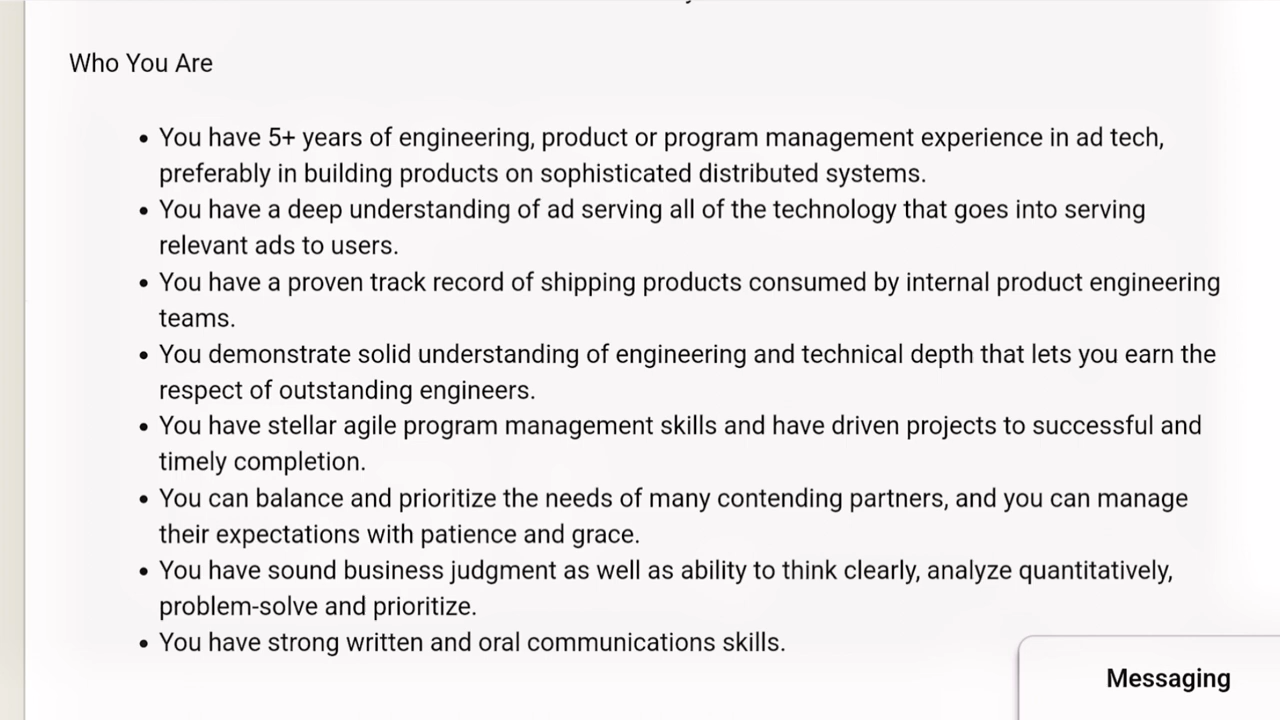 Who You Are
• You have 5+ years of engineering, product or program management experience in ad tech,
preferably in building products on sophisticated distributed systems.
• You have a deep understanding of ad serving all of the technology that goes into serving
relevant ads to users.
• You have a proven track record of shipping products consumed by internal product engineering
teams.
• You demonstrate solid understanding of engineering and technical depth that lets you earn the
respect of outstanding engineers.
• You have stellar agile program management skills and have driven projects to successful and
timely completion.
• You can balance and prioritize the needs of many contending partners, and you can manage
their expectations with patience and grace.
• You have sound business judgment as well as ability to think clearly, analyze quantitatively,
problem-solve and prioritize.
• You have strong written and oral communications skills.
Messaging